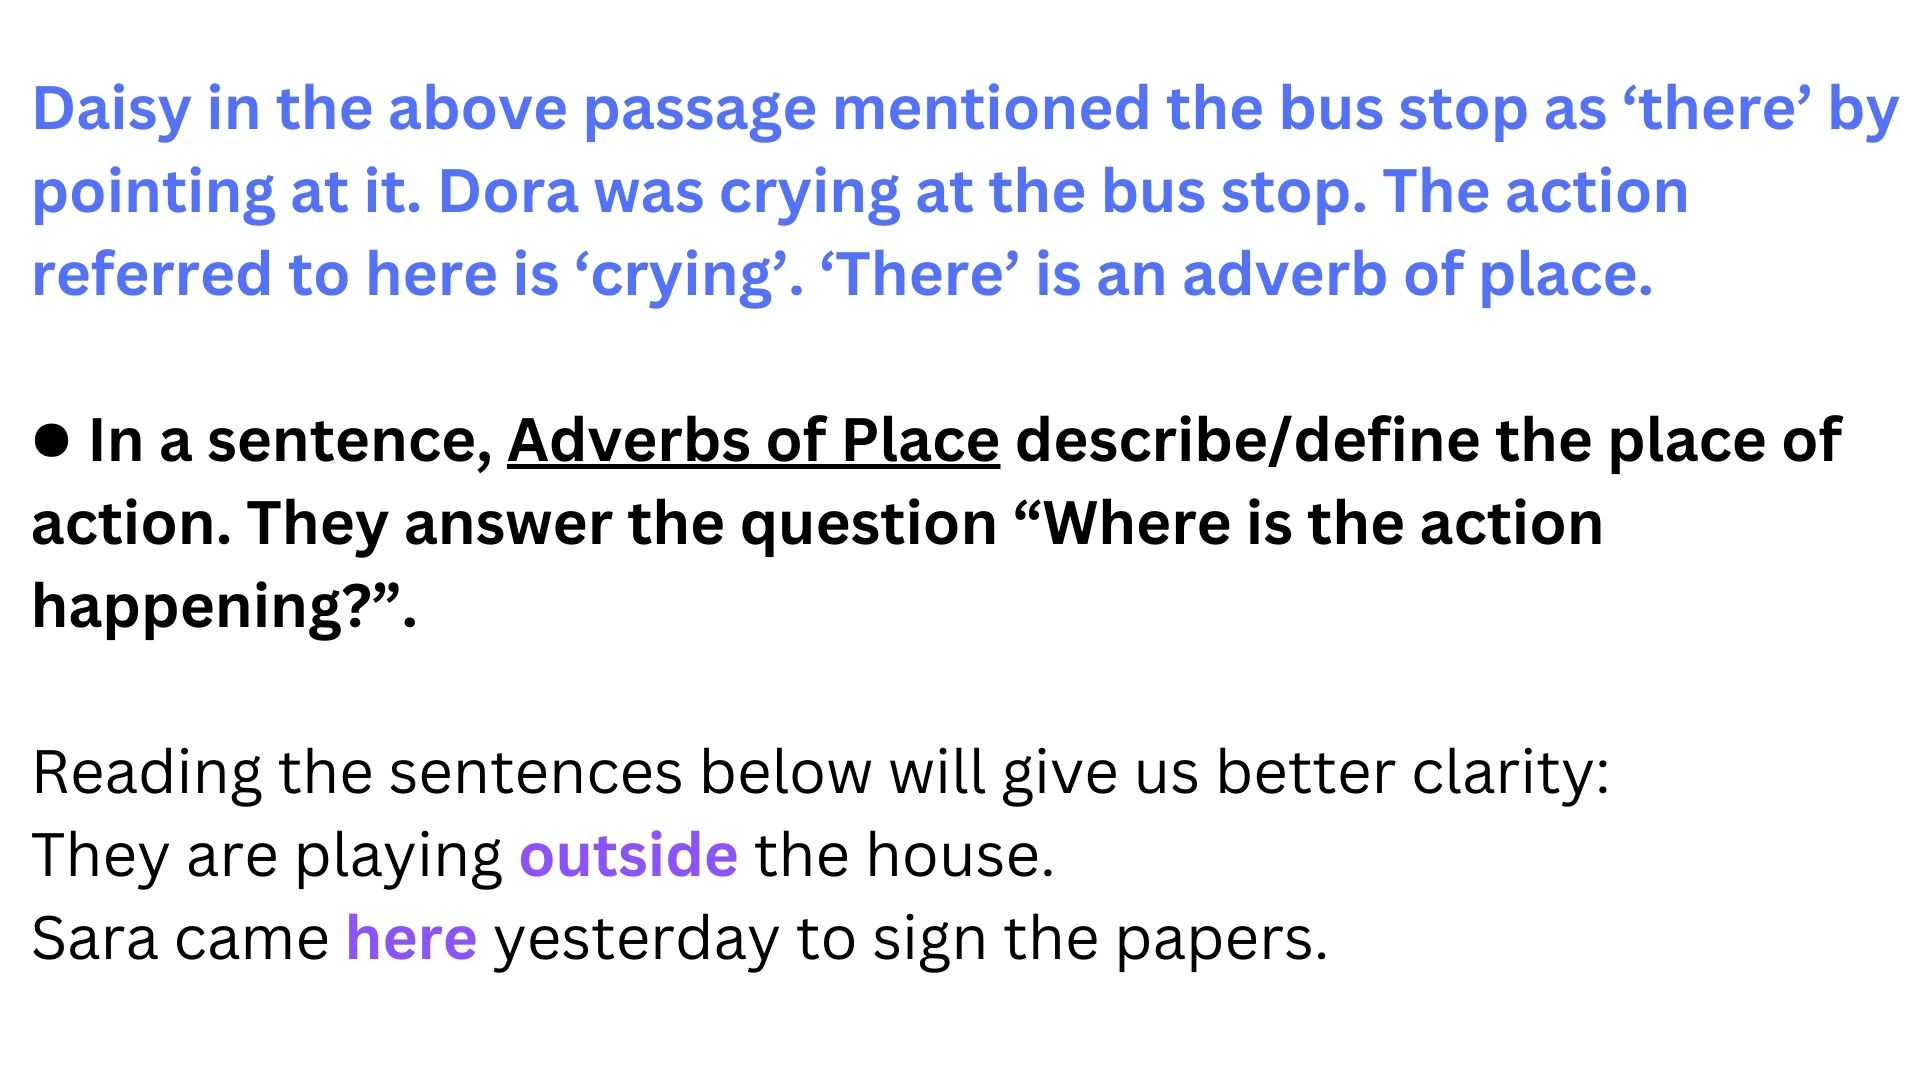 Daisy in the above passage mentioned the bus stop as ‘there’ by
pointing at it. Dora was crying at the bus stop. The action
referred to here is ‘crying’. ‘There’ is an adverb of place.
● In a sentence, Adverbs of Place describe/define the place of
action. They answer the question “Where is the action
happening?”.
Reading the sentences below will give us better clarity:
They are playing outside the house.
Sara came here yesterday to sign the papers.